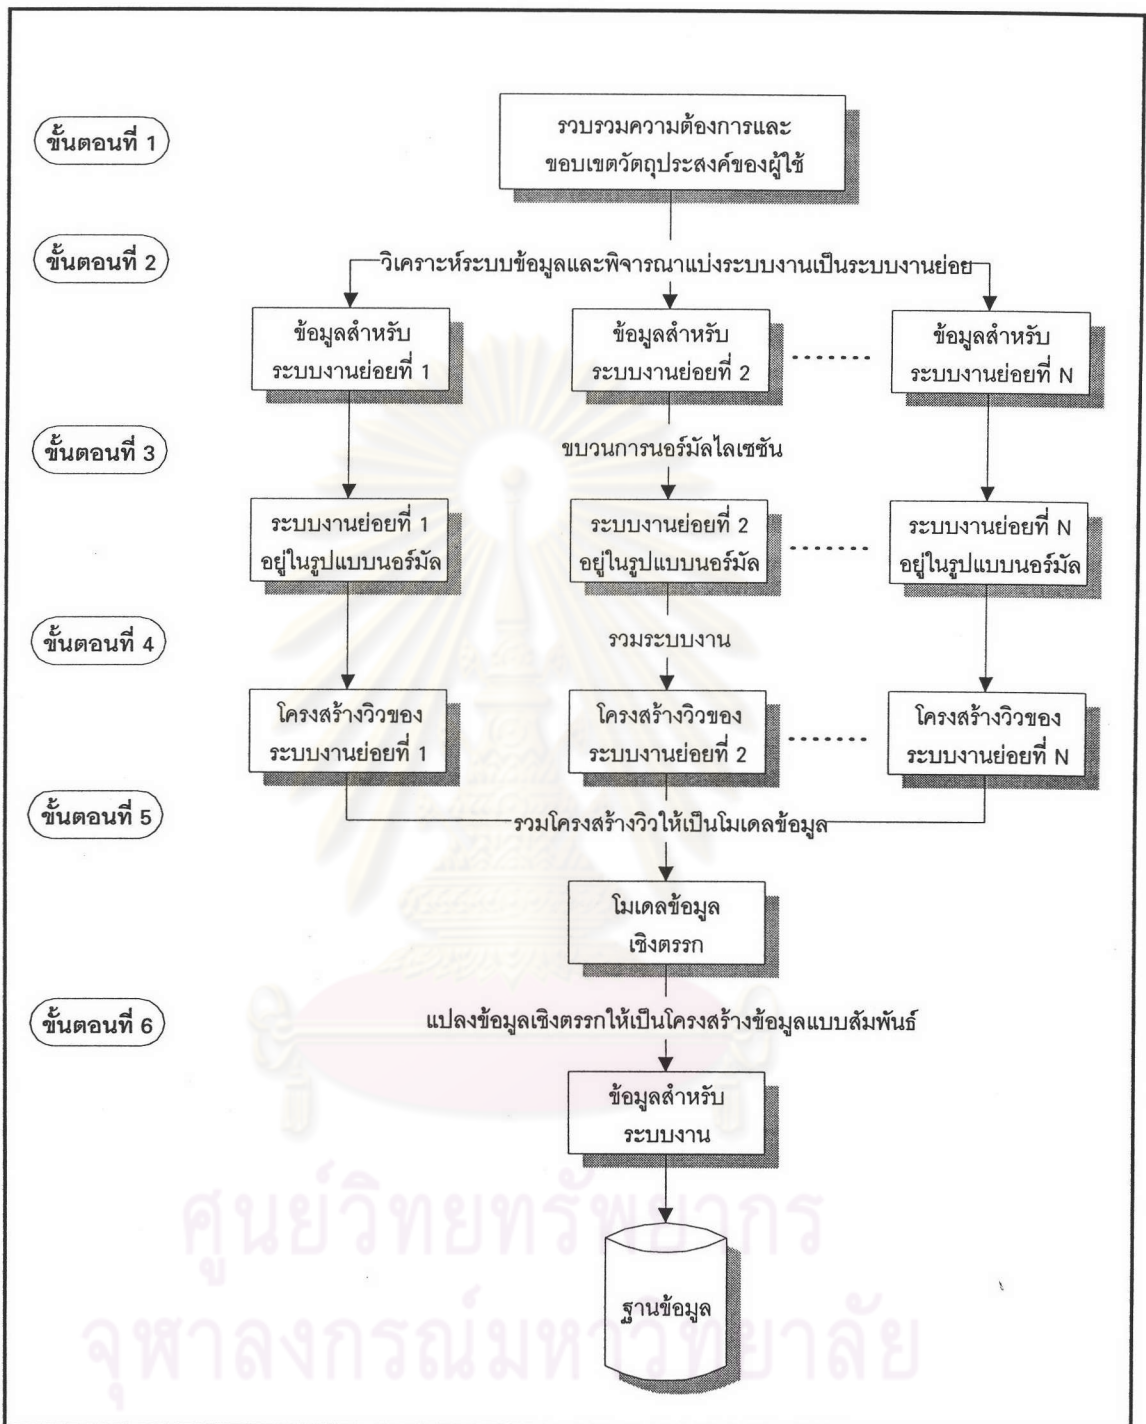 ขั้นตอนที่ 1
รวบรวมความต้องการและ
ขอบเขตวัตถุประสงค์ของผู้ใช้
ขั้นตอนที่ 2
วิเคราะห์ระบบข้อมูลและพิจารณาแบ่งระบบงานเป็นระบบงานย่อย
ข้อมูลสำหรับ
ระบบงานย่อยที่ 1
ข้อมูลสำหรับ
ระบบงานย่อยที่ 2
ข้อมูลสำหรับ
ระบบงานย่อยที่ N
ขั้นตอนที่ 3
ขบวนการนอร์มัลไลเซซัน
ระบบงานย่อยที่ 1
อยู่ในรูปแบบนอร์มัล
ระบบงานย่อยที่ 2
อยู่ในรูปแบบนอร์มัล
ระบบงานย่อยที่ N
อยู่ในรูปแบบนอร์มัล
ขั้นตอนที่ 4
รวมระบบงาน
โครงสร้างวิวของ
ระบบงานย่อยที่ 1
โครงสร้างวิวของ
ระบบงานย่อยที่ 2
โครงสร้างวิวของ
ระบบงานย่อยที่ N
ขั้นตอนที่ 5
รวมโครงสร้างวิวให้เป็นโมเดลข้อมูล
โมเดลข้อมูล
เชิงตรรก
ขั้นตอนที่ 6
แปลงข้อมูลเชิงตรรกให้เป็นโครงสร้างข้อมูลแบบสัมพันธ์
ข้อมูลสำหรับ
ระบบงาน
ฐานข้อมูล
ศูนย์วิทยทรัพยากร
จุฬาลงกรณ์มหาวิทยาลัย